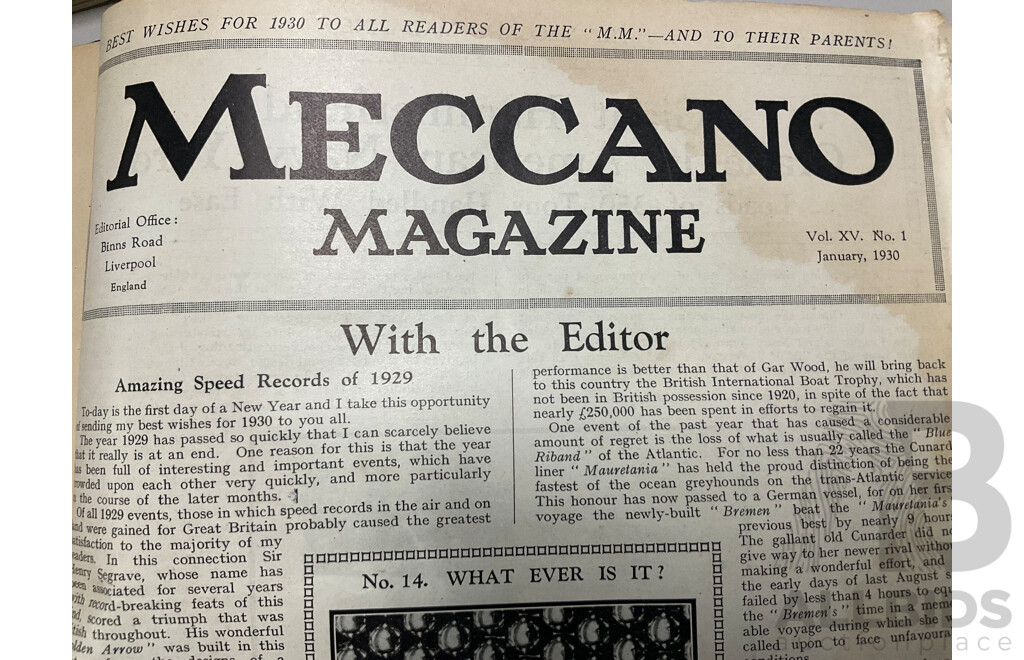 BEST WISHES FOR 1930 TO ALL READERS OF THE "M.M."—AND TO THEIR PARENTS!
MECCANO
MAGAZINE
Editorial Office:
Binns Road
Liverpool
England
Vol. XV. No. 1
January, 1930
With the Editor
Amazing Speed Records of 1929
To-day is the first day of a New Year and I take this opportunity
of sending my best wishes for 1930 to you all.
The year 1929 has passed so quickly that I can scarcely believe
that it really is at an end. One reason for this is that the year
has been full of interesting and important events, which have
crowded upon each other very quickly, and more particularly
in the course of the later months.
Of all 1929 events, those in which speed records in the air and on
and were gained for Great Britain probably caused the greatest
satisfaction to the majority of my
readers. In this connection Sir
Henry Segrave, whose name has
been associated for several years
with record-breaking feats of this
kind, scored a triumph that was
British throughout. His wonderful
"Golden Arrow" was built in this
performance is better than that of Gar Wood, he will bring back
to this country the British International Boat Trophy, which has
not been in British possession since 1920, in spite of the fact that
nearly £250,000 has been spent in efforts to regain it.
One event of the past year that has caused a considerable
amount of regret is the loss of what is usually called the "Blue
Riband" of the Atlantic. For no less than 22 years the Cunard
liner "Mauretania" has held the proud distinction of being the
fastest of the ocean greyhounds on the trans-Atlantic service
This honour has now passed to a German vessel, for on her firs
voyage the newly-built "Bremen" beat the "Mauretania's"
previous best by nearly 9 hours
The gallant old Cunarder did no
give way to her newer rival withou
making a wonderful effort, and
the early days of last August s
failed by less than 4 hours to equ
the "Bremen's" time in a mem
able voyage during which she w
called upon to face unfavoura
conditions
No. 14. WHAT EVER IS IT?